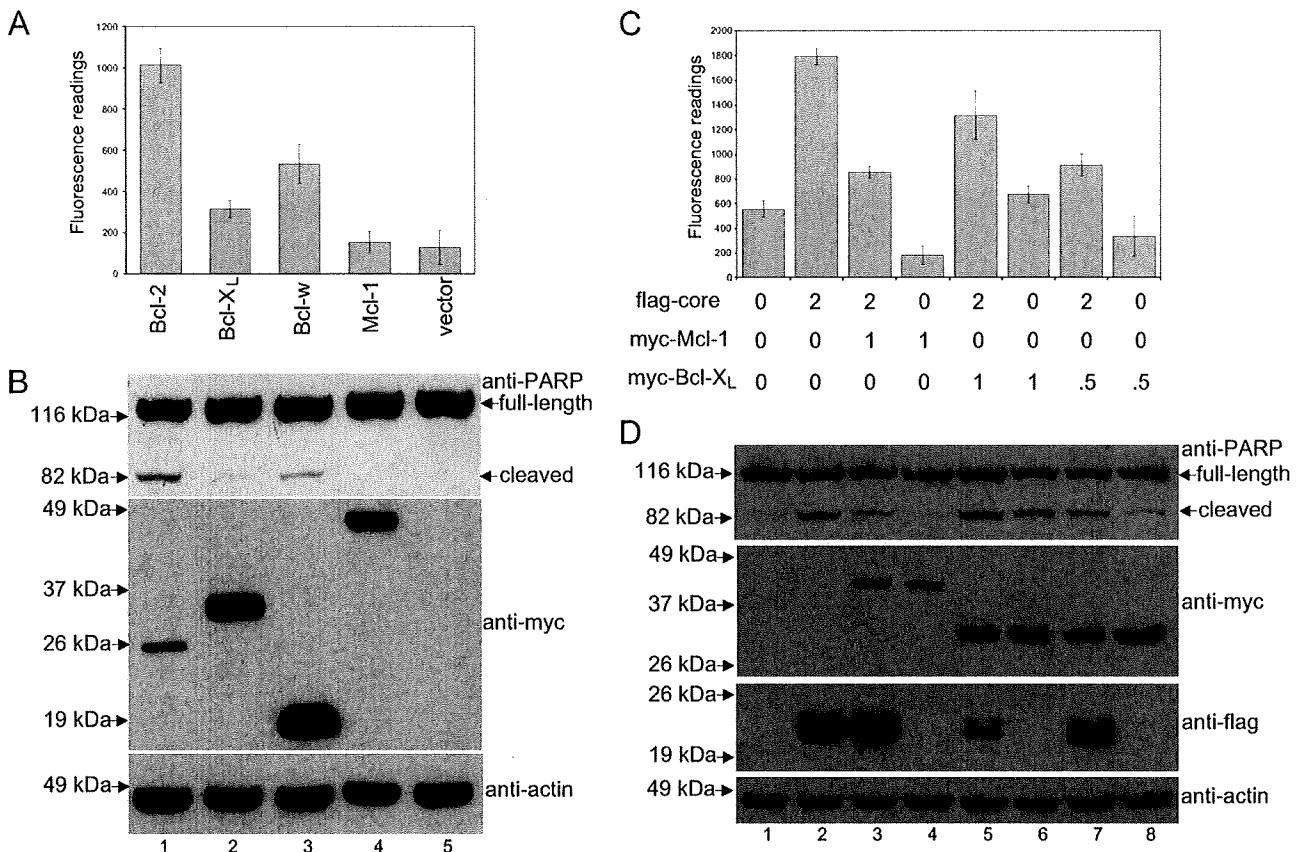 A
Fluorescence readings
1200
1000
800
600
400
200
0
Bcl-2
Bcl-XL
Bcl-w
Mcl-1
vector
B
anti-PARP
116 kDa
full-length
82 kDa
cleaved
49 kDa
37 kDa
anti-myc
26 kDa
19 kDa
49 kDa
anti-actin
1 2 3 4 5
C
Fluorescence readings
2000
1800
1600
1400
1200
1000
800
600
400
200
0
flag-core 0 2 2 0 2 0 2 0
myc-Mcl-1 0 0 1 1 0 0 0 0
myc-Bcl-XL 0 0 0 0 1 1 .5 .5
D
anti-PARP
116 kDa
full-length
82 kDa
cleaved
49 kDa
37 kDa
anti-myc
26 kDa
26 kDa
anti-flag
19 kDa
49 kDa
anti-actin
1 2 3 4 5 6 7 8